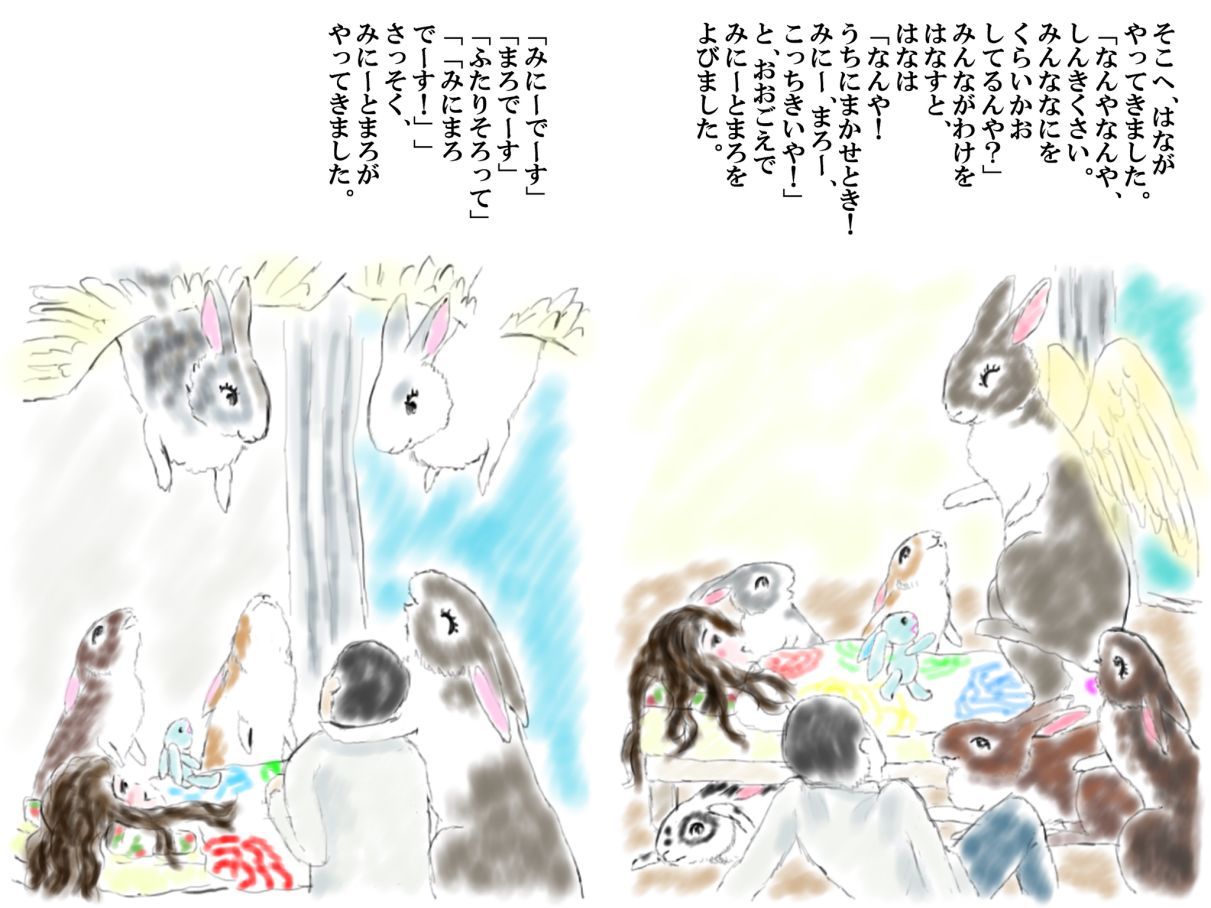 そこへ、はなが
やってきました。
「なんやなんや、
しんきくさい。
みんななにを
くらいかお
してるんや？」
みんながわけを
はなすと、
はなは
「なんや！
うちにまかせとき！
みにー、まろー、
こっちきいや！」
と、おおごえで
みにーとまろを
よびました。
「みにーでーす」
「まろでーす」
「ふたりそろって」
「「みにまろ
でーす！」」
さっそく、
みにーとまろが
やってきました。